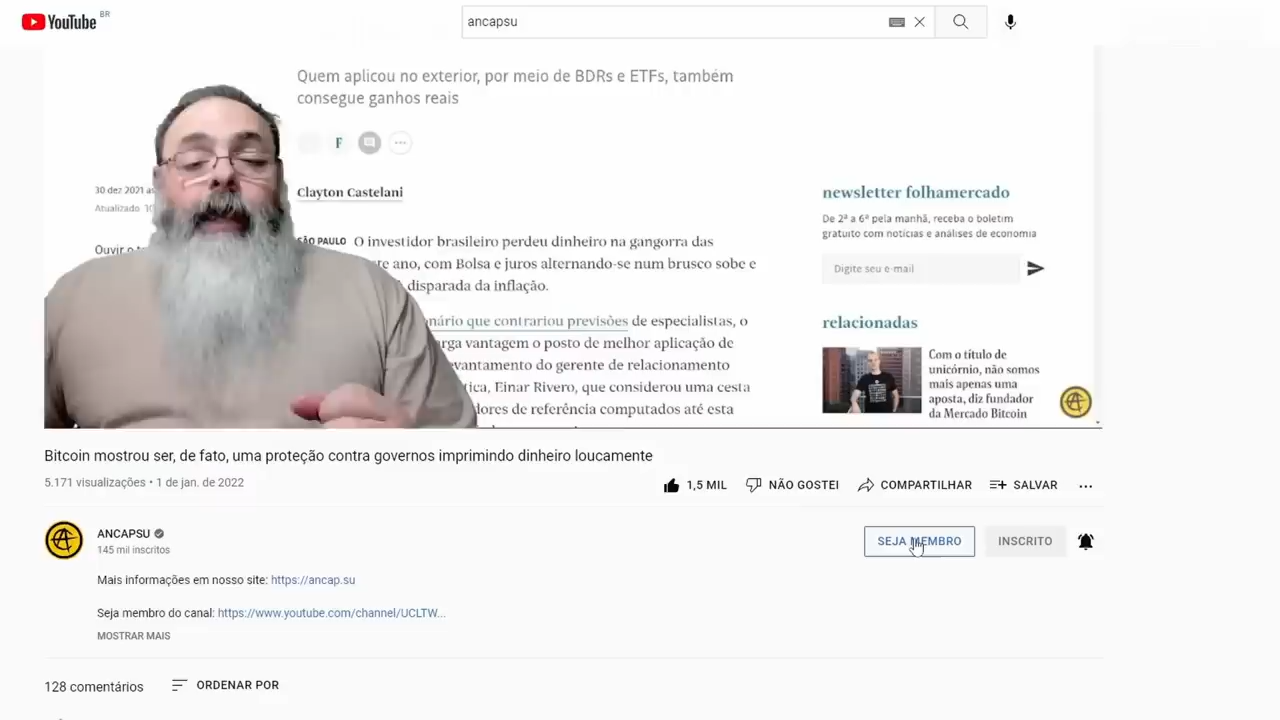 YouTube BR
ancapsu
Quem aplicou no exterior, por meio de BDRs e ETFs, também
consegue ganhos reais
F
30 dez 2021
Atualizado
Clayton Castelani
Ouvir o
SÃO PAULO O investidor brasileiro perdeu dinheiro na gangorra das
te ano, com Bolsa e juros alternando-se num brusco sobe e
disparada da inflação.
nário que contrariou previsões de especialistas, o
arga vantagem o posto de melhor aplicação de
evantamento do gerente de relacionamento
tica, Einar Rivero, que considerou uma cesta
dores de referência computados até esta
newsletter folhamercado
De 2ª a 6ª pela manhã, receba o boletim
gratuito com notícias e análises de economia
Digite seu e-mail
relacionadas
Com o título de
unicórnio, não somos
mais apenas uma
aposta, diz fundador
da Mercado Bitcoin
Bitcoin mostrou ser, de fato, uma proteção contra governos imprimindo dinheiro loucamente
5.171 visualizações • 1 de jan. de 2022
1,5 MIL NÃO GOSTEI COMPARTILHAR SALVAR
ANCAPSU
145 mil inscritos
SEJA MEMBRO INSCRITO
Mais informações em nosso site: https://ancap.su
Seja membro do canal: https://www.youtube.com/channel/UCLTW...
MOSTRAR MAIS
128 comentários ORDENAR POR